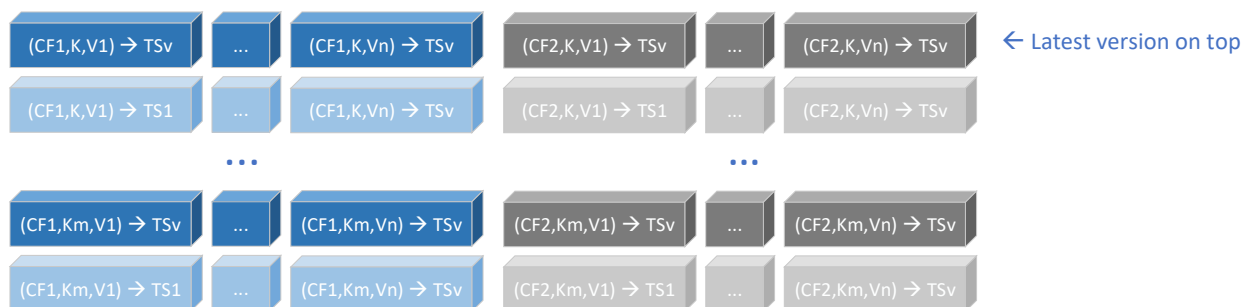 (CF1,K,V1) → TSv ... (CF1,K,Vn) → TSv (CF2,K,V1) → TSv ... (CF2,K,Vn) → TSv ← Latest version on top
(CF1,K,V1) → TS1 ... (CF1,K,Vn) → TSv (CF2,K,V1) → TS1 ... (CF2,K,Vn) → TSv
... ...
(CF1,Km,V1) → TSv ... (CF1,Km,Vn) → TSv (CF2,Km,V1) → TSv ... (CF2,Km,Vn) → TSv
(CF1,Km,V1) → TS1 ... (CF1,Km,Vn) → TSv (CF2,Km,V1) → TS1 ... (CF2,Km,Vn) → TSv